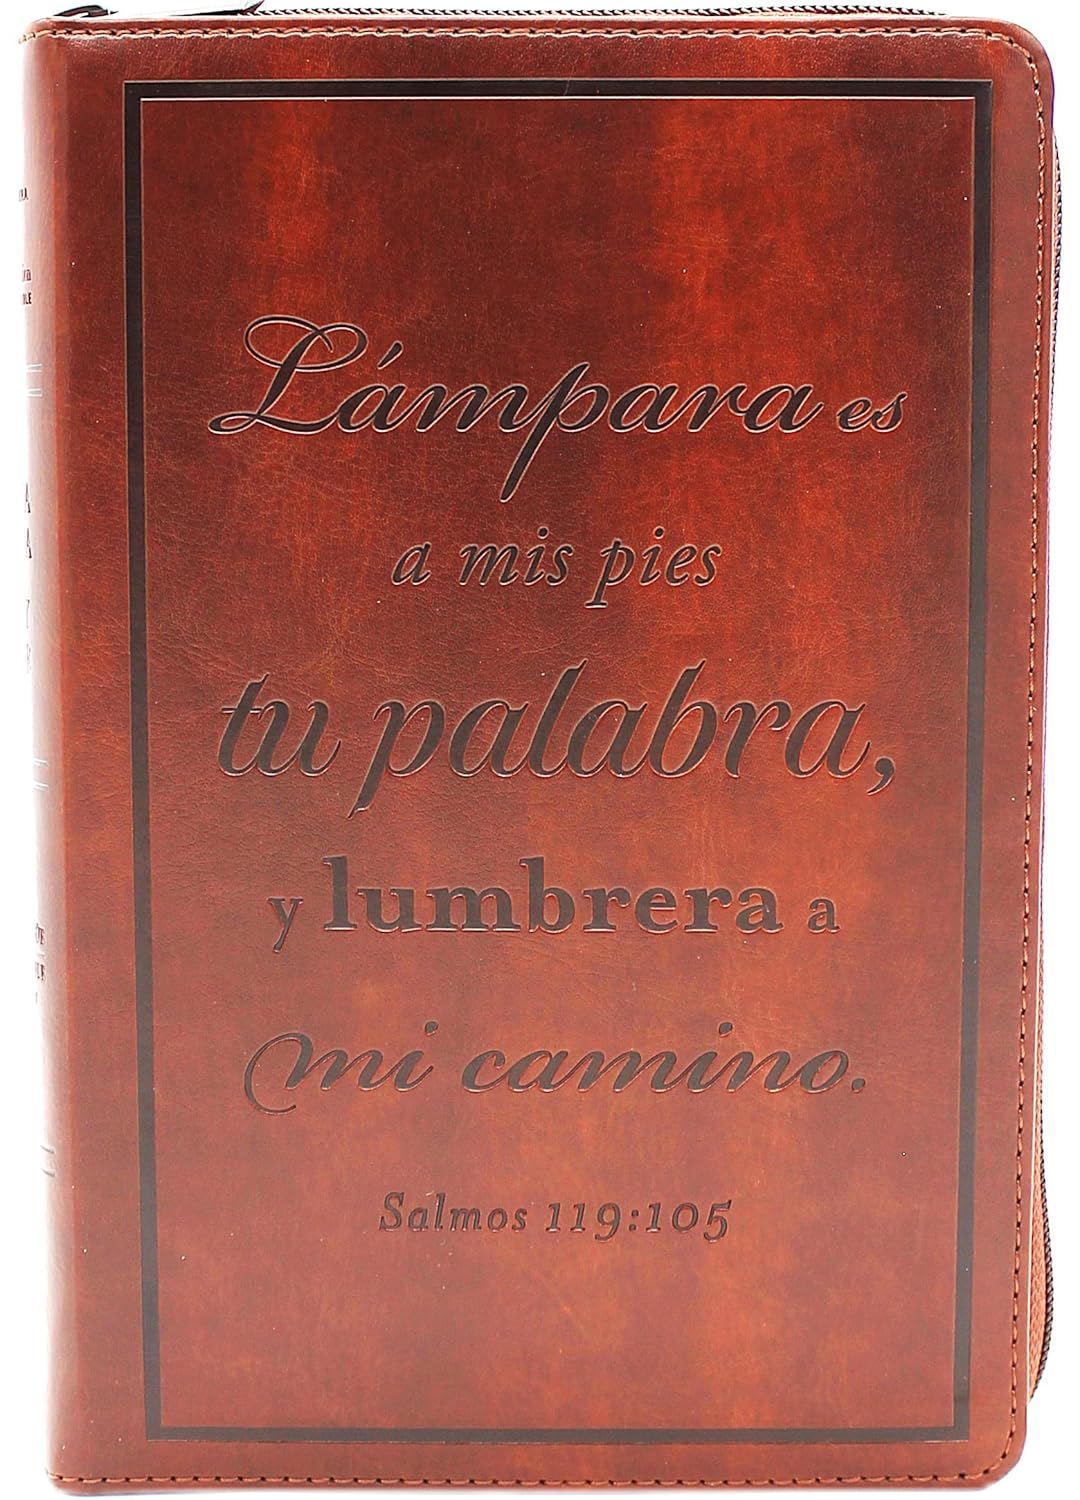 Lámpara es
a mis pies
tu palabra,
y lumbrera a
mi camino.
Salmos 119:105